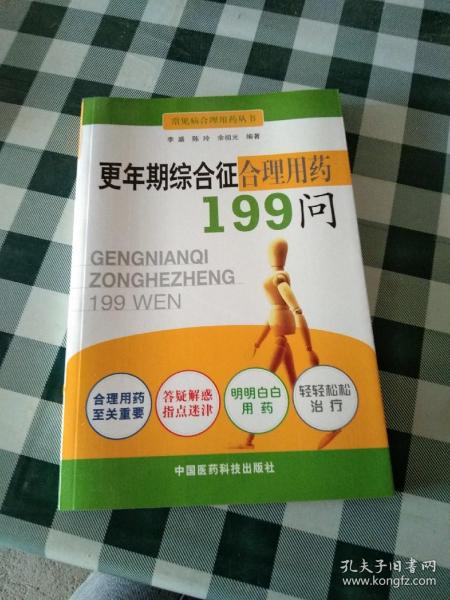 常见病合理用药丛书
李盛 陈玲 余祖光 编著
更年期综合征合理用药
199问
GENGNIANQI
ZONGHEZHENG
199 WEN
合理用药
至关重要
答疑解惑
指点迷津
明明白白
用药
轻轻松松
治疗
中国医药科技出版社
孔夫子旧书网
www.kongfz.com